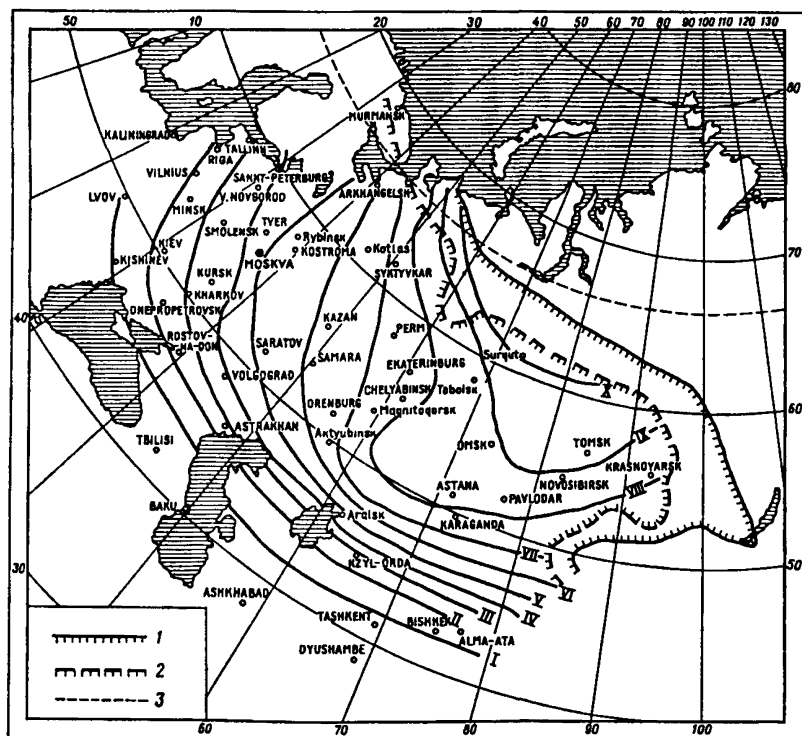 50 10 20 30 40 50 60 70 80 90 100 110 120 130
80
MURMANSK
KALININGRAD
TALLINN
RIGA
VILNIUS
SANKT-PETERBURG
ARKHANGELSK
LVOV
V.NOVGOROD
MINSK
TVER
70
SMOLENSK
Rybinsk
KIEV
KOSTROMA
Kotlas
KISHINEV
MOSKVA
SYKTYVKAR
KURSK
40
KHARKOV
DNEPROPETROVSK
KAZAN
ROSTOV-
-NA-DON
PERM
SARATOV
SAMARA
Surgut
EKATERINBURG
VOLGOGRAD
CHELYABINSK
Tobolsk
X
60
ORENBURG
Magnitogorsk
ASTRAKHAN
Aktyubinsk
TBILISI
OMSK
TOMSK
IX
KRASNOYARSK
ASTANA
NOVOSIBIRSK
VIII
PAVLODAR
BAKU
Aralsk
KARAGANDA
VII
50
30
KZYL-ORDA
ASHKHABAD
TASHKENT
BISHKEK
II
III
ALMA-ATA
DYUSHAMBE
I
1
2
3
60 70 80 90 100